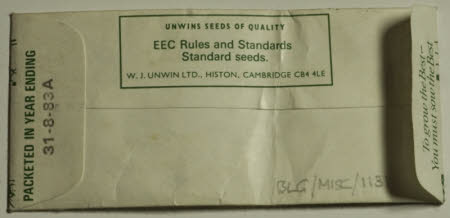 UNWINS SEEDS OF QUALITY
EEC Rules and Standards
Standard seeds.
W. J. UNWIN LTD., HISTON, CAMBRIDGE CB4 4LE
PACKETED IN YEAR ENDING
31-8-83A
To grow the Best—
You must sow the Best
BLG/MISC/113